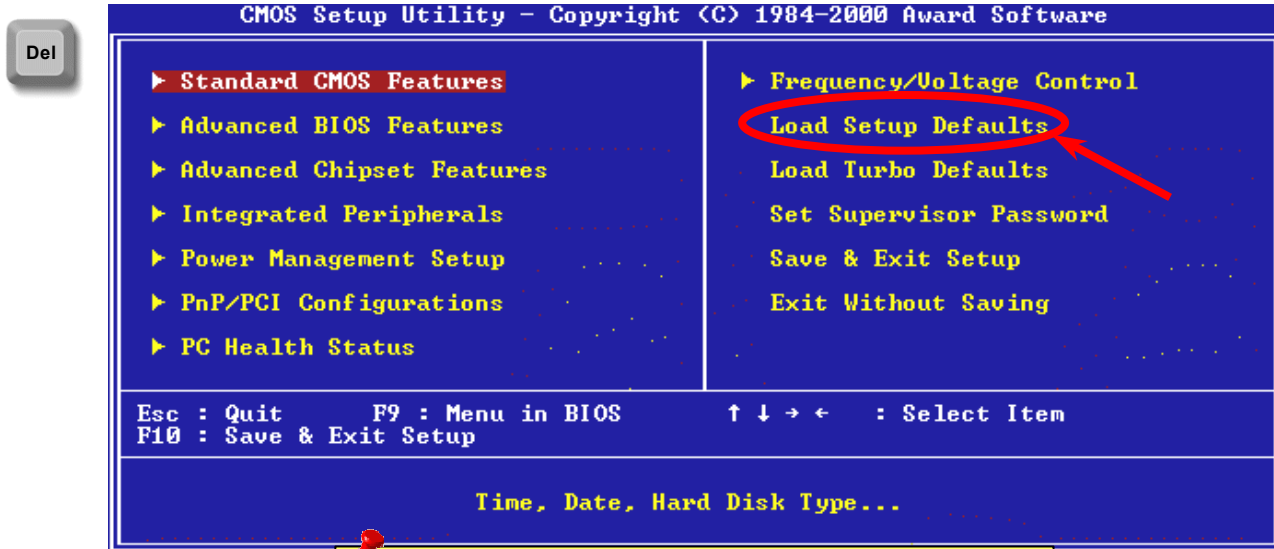 Del
CMOS Setup Utility – Copyright (C) 1984–2000 Award Software
Standard CMOS Features
Advanced BIOS Features
Advanced Chipset Features
Integrated Peripherals
Power Management Setup
PnP/PCI Configurations
PC Health Status
Frequency/Voltage Control
Load Setup Defaults
Load Turbo Defaults
Set Supervisor Password
Save & Exit Setup
Exit Without Saving
Esc : Quit F9 : Menu in BIOS ↑ ↓ → ← : Select Item
F10 : Save & Exit Setup
Time, Date, Hard Disk Type...